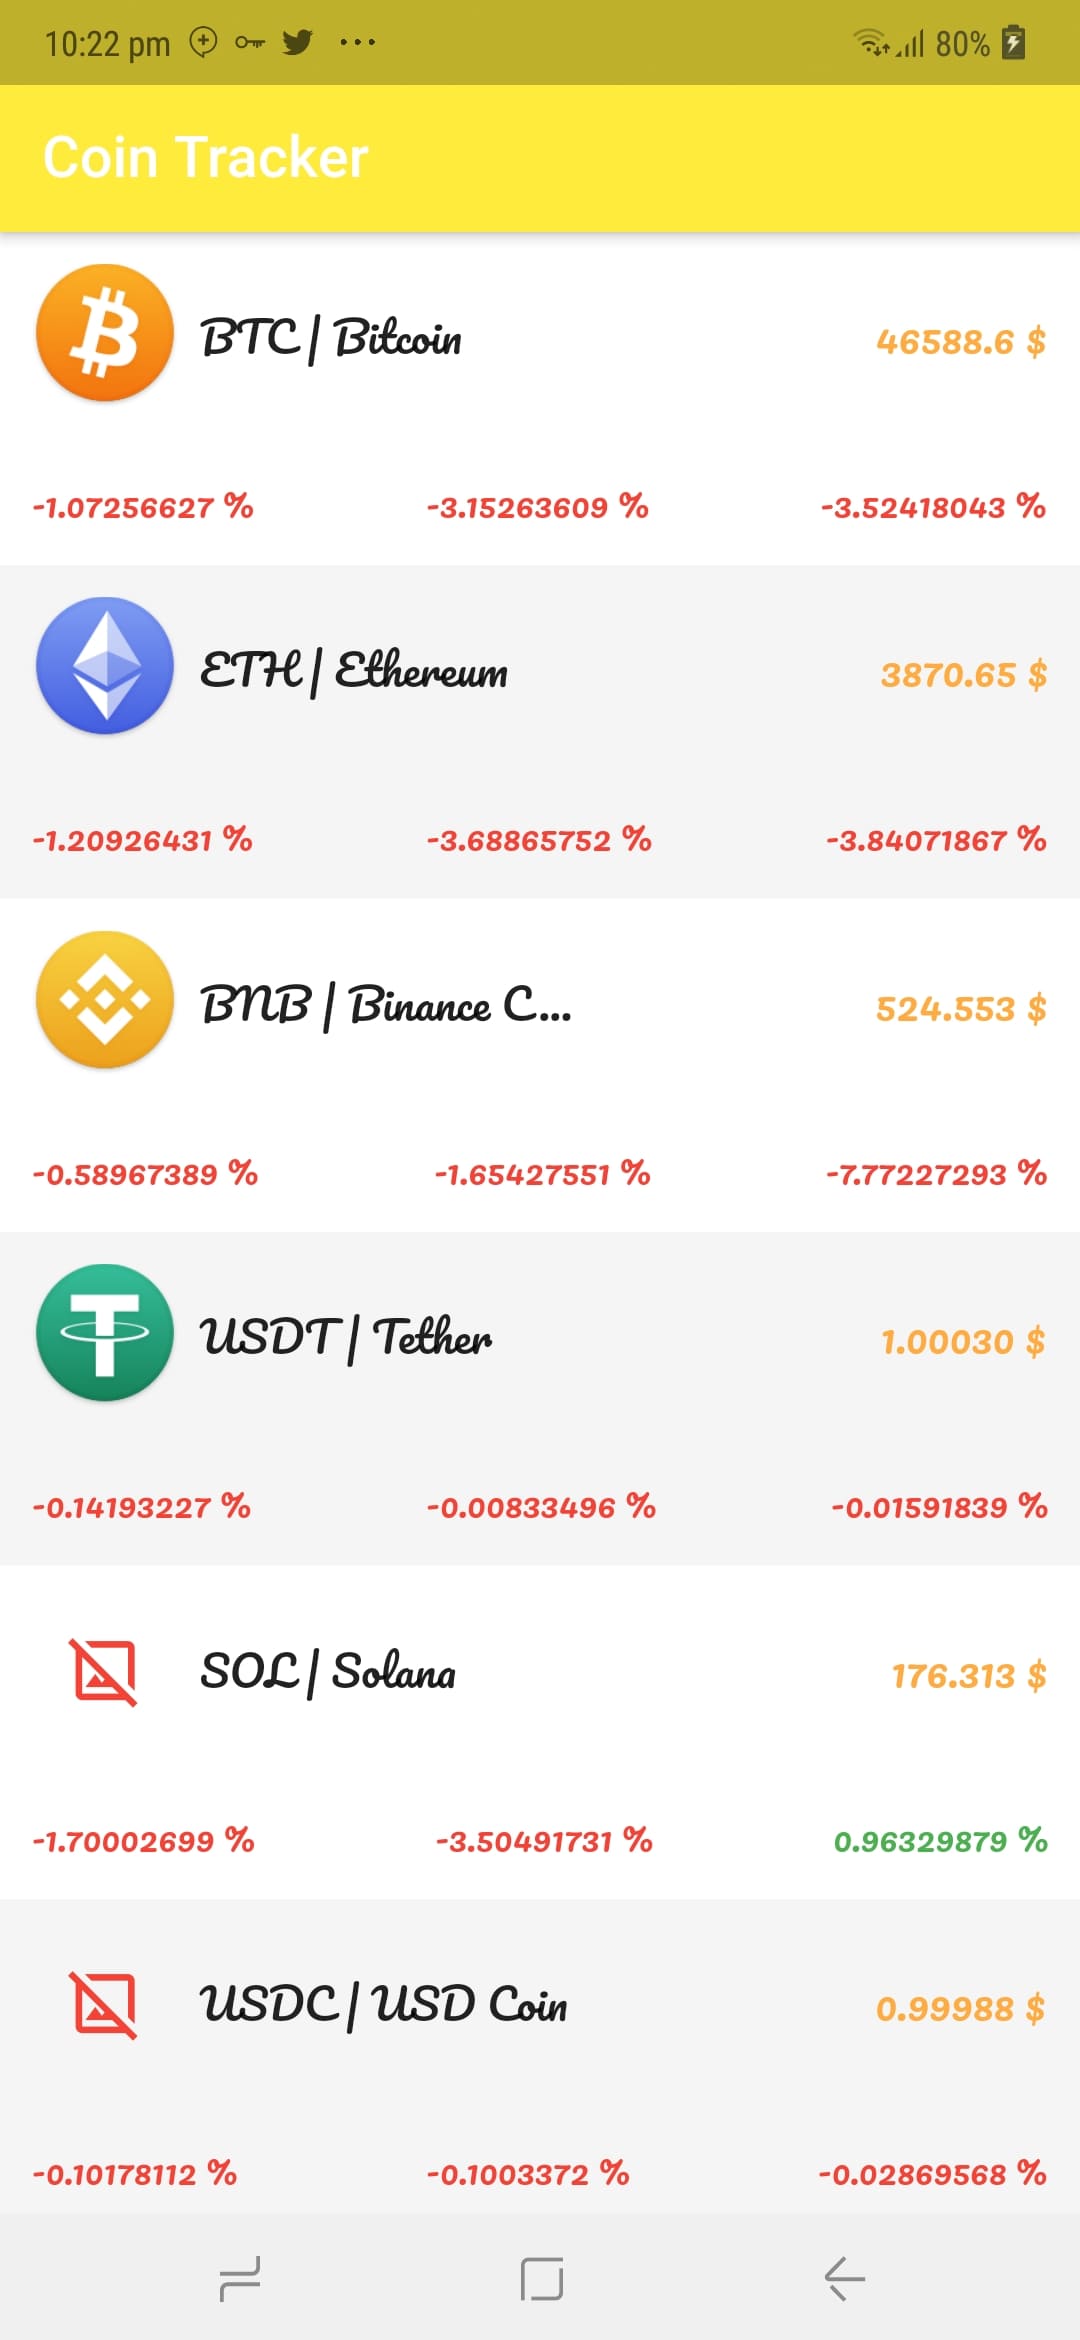 10:22 pm 80%
Coin Tracker
BTC | Bitcoin 46588.6 $
-1.07256627 % -3.15263609 % -3.52418043 %
ETH | Ethereum 3870.65 $
-1.20926431 % -3.68865752 % -3.84071867 %
BNB | Binance C... 524.553 $
-0.58967389 % -1.65427551 % -7.77227293 %
USDT | Tether 1.00030 $
-0.14193227 % -0.00833496 % -0.01591839 %
SOL | Solana 176.313 $
-1.70002699 % -3.50491731 % 0.96329879 %
USDC | USD Coin 0.99988 $
-0.10178112 % -0.1003372 % -0.02869568 %